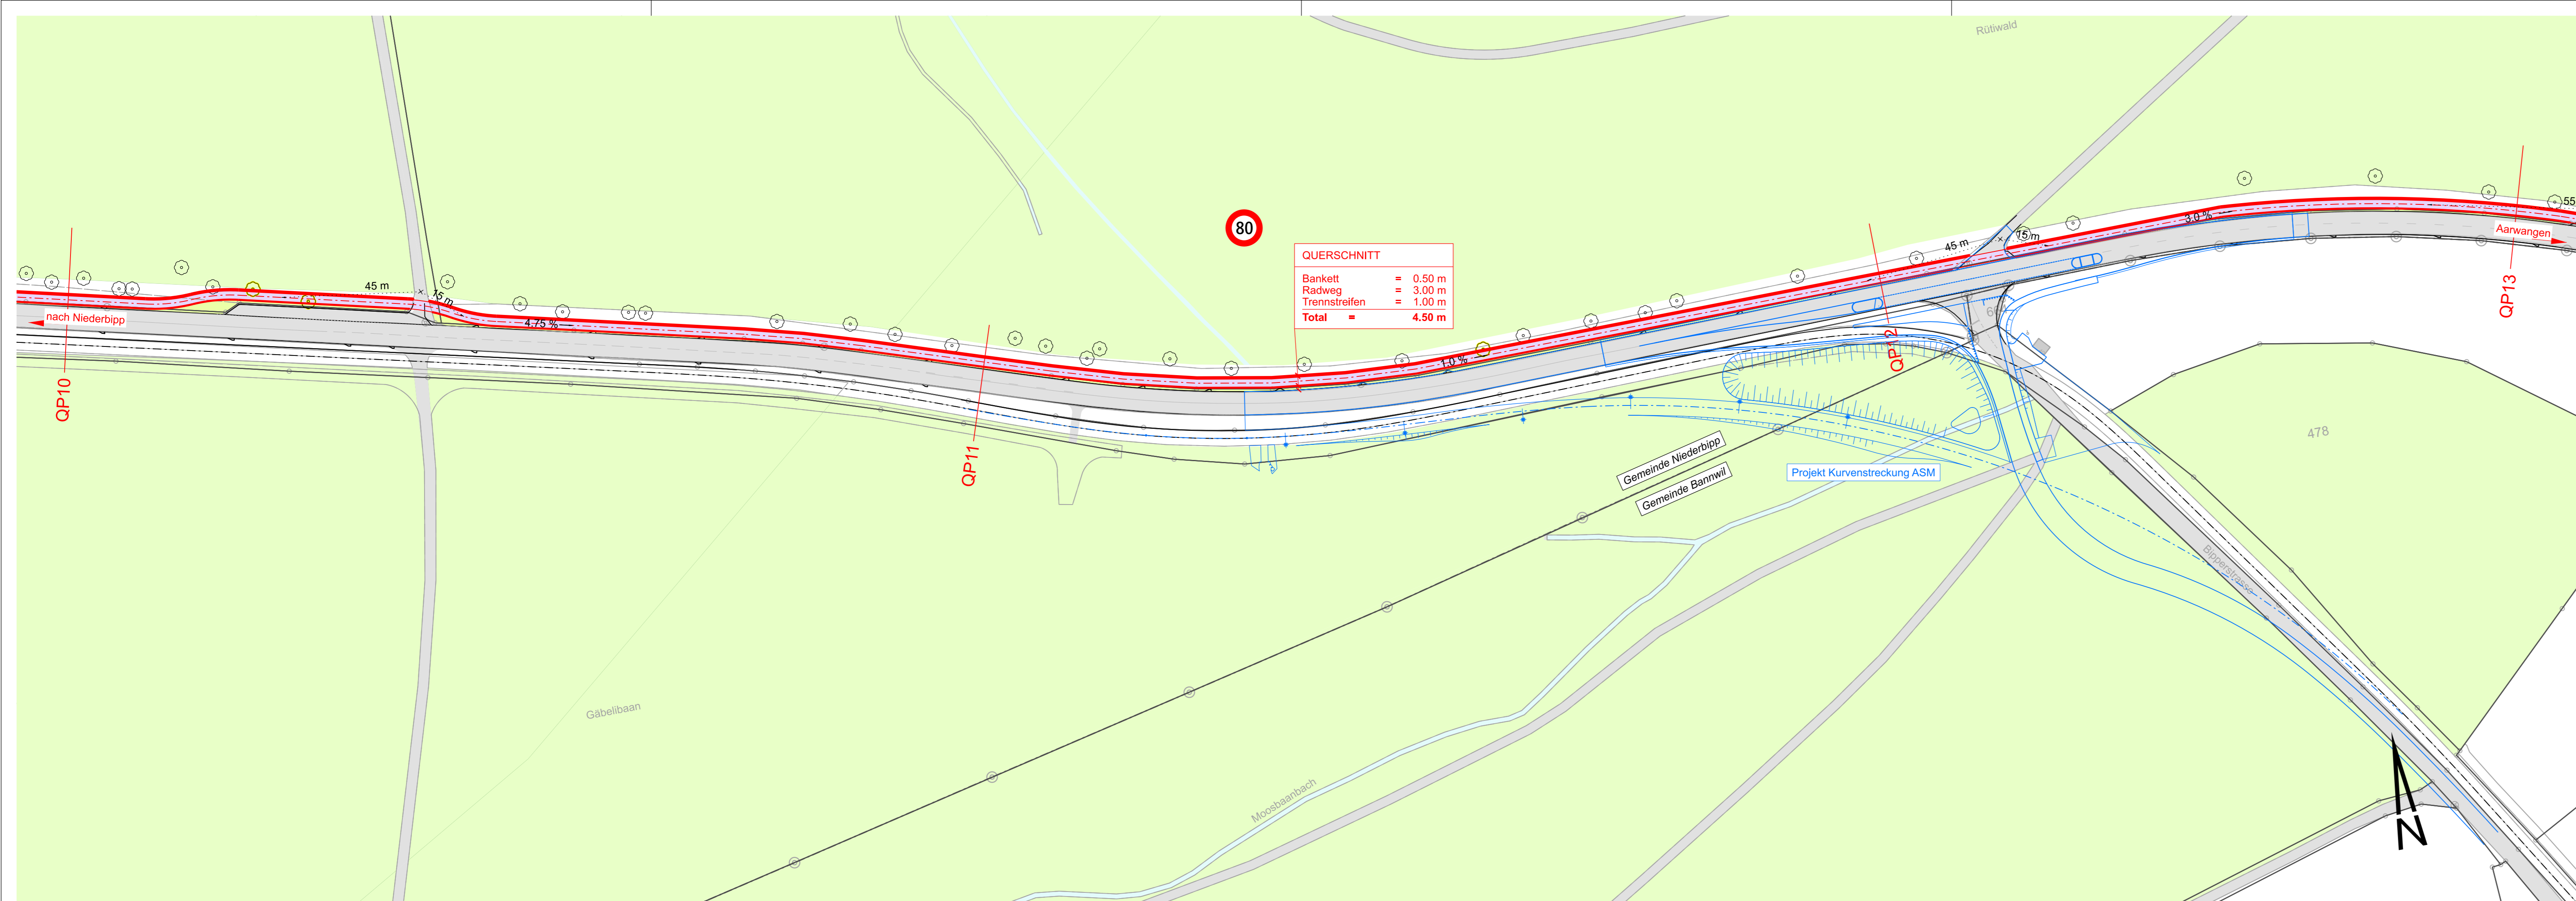 Rütiwald
80
QUERSCHNITT
Bankett = 0.50 m
Radweg = 3.00 m
Trennstreifen = 1.00 m
Total = 4.50 m
45 m
15 m
3.0 %
55
Aarwangen
45 m
15 m
4.75 %
nach Niederbipp
1.0 %
QP10
QP11
QP12
QP13
478
Gemeinde Niederbipp
Gemeinde Bannwil
Projekt Kurvenstreckung ASM
Bipperstrasse
Gäbelibaan
Moosbaanbach
N